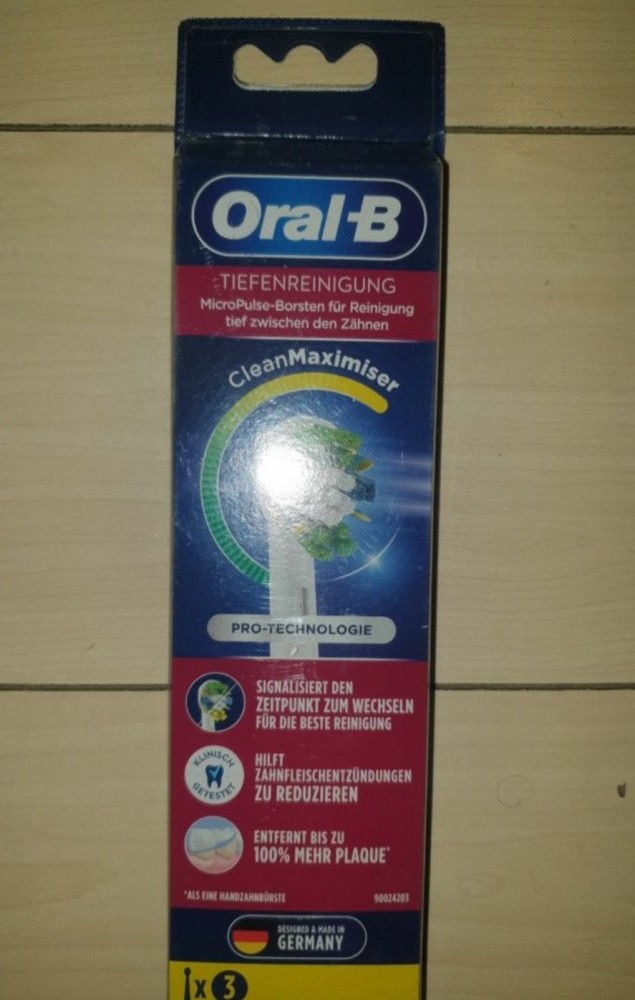 Oral-B
TIEFENREINIGUNG
MicroPulse-Borsten für Reinigung
tief zwischen den Zähnen
CleanMaximiser
PRO-TECHNOLOGIE
SIGNALISIERT DEN
ZEITPUNKT ZUM WECHSELN
FÜR DIE BESTE REINIGUNG
KLINISCH
GETESTET
HILFT
ZAHNFLEISCHENTZÜNDUNGEN
ZU REDUZIEREN
ENTFERNT BIS ZU
100% MEHR PLAQUE*
*ALS EINE HANDZAHNBÜRSTE
90024203
DESIGNED & MADE IN
GERMANY
x 3